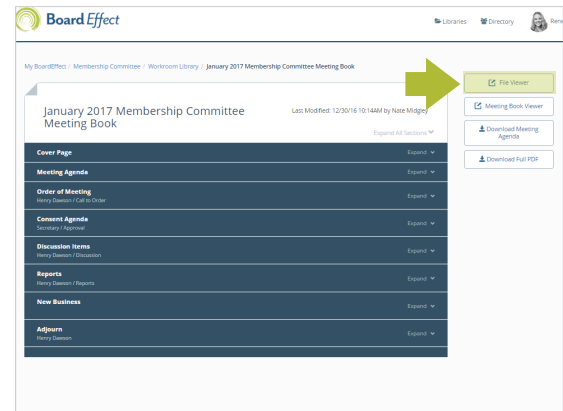 Board Effect
Libraries Directory Rene
My BoardEffect / Membership Committee / Workroom Library / January 2017 Membership Committee Meeting Book
File Viewer
January 2017 Membership Committee
Meeting Book
Last Modified: 12/30/16 10:14AM by Nate Midgley
Expand All Sections
Meeting Book Viewer
Download Meeting
Agenda
Download Full PDF
Cover Page Expand
Meeting Agenda Expand
Order of Meeting
Henry Dawson / Call to Order
Expand
Consent Agenda
Secretary / Approval
Expand
Discussion Items
Henry Dawson / Discussion
Expand
Reports
Henry Dawson / Reports
Expand
New Business
Expand
Adjourn
Henry Dawson
Expand